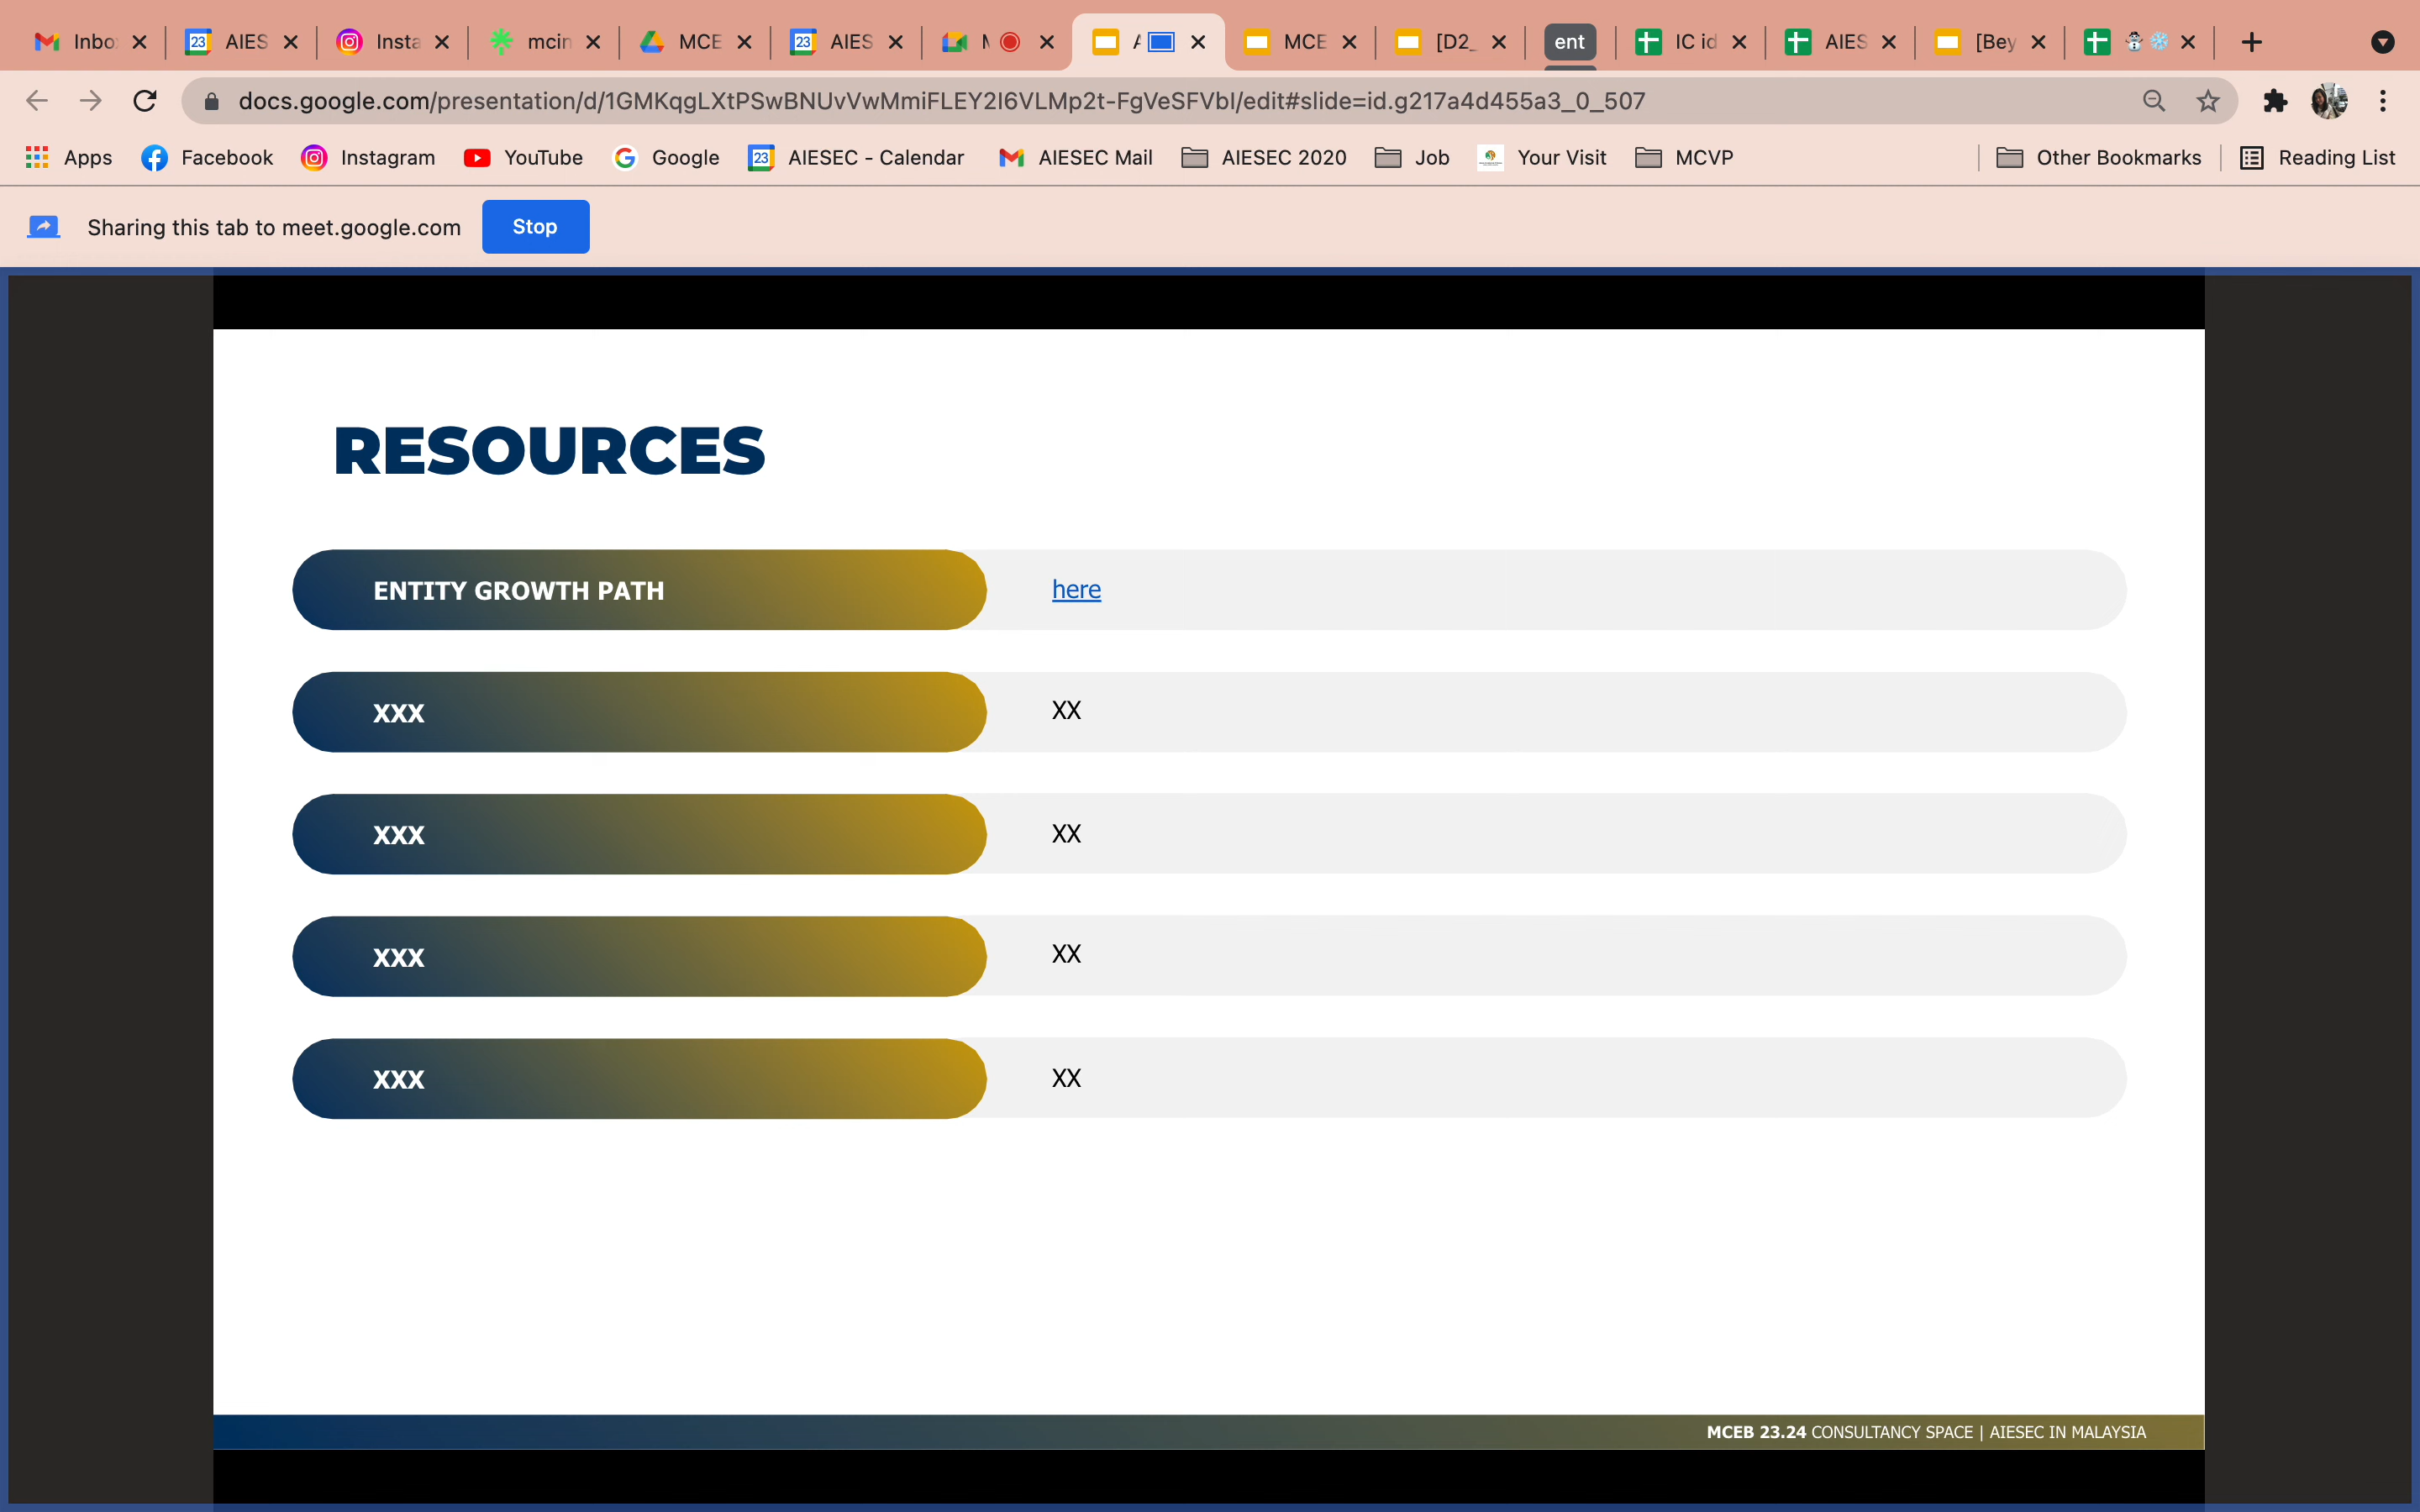 Inbo AIES Insta mcin MCE AIES MCE [D2_ ent IC id AIES [Bey
docs.google.com/presentation/d/1GMKqgLXtPSwBNUvVwMmiFLEY2I6VLMp2t-FgVeSFVbI/edit#slide=id.g217a4d455a3_0_507
Apps Facebook Instagram YouTube Google 23 AIESEC - Calendar AIESEC Mail AIESEC 2020 Job Your Visit MCVP Other Bookmarks Reading List
Sharing this tab to meet.google.com Stop
RESOURCES
ENTITY GROWTH PATH here
XXX XX
XXX XX
XXX XX
XXX XX
MCEB 23.24 CONSULTANCY SPACE | AIESEC IN MALAYSIA